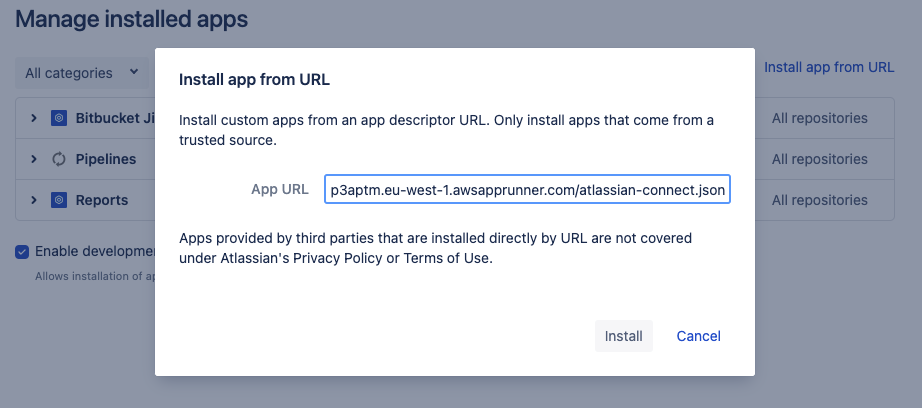 Manage installed apps
All categories
Install app from URL
Bitbucket Ji
All repositories
Pipelines
All repositories
Reports
All repositories
Enable developme
Allows installation of ap
Install app from URL
Install custom apps from an app descriptor URL. Only install apps that come from a
trusted source.
App URL
p3aptm.eu-west-1.awsapprunner.com/atlassian-connect.json
Apps provided by third parties that are installed directly by URL are not covered
under Atlassian's Privacy Policy or Terms of Use.
Install
Cancel